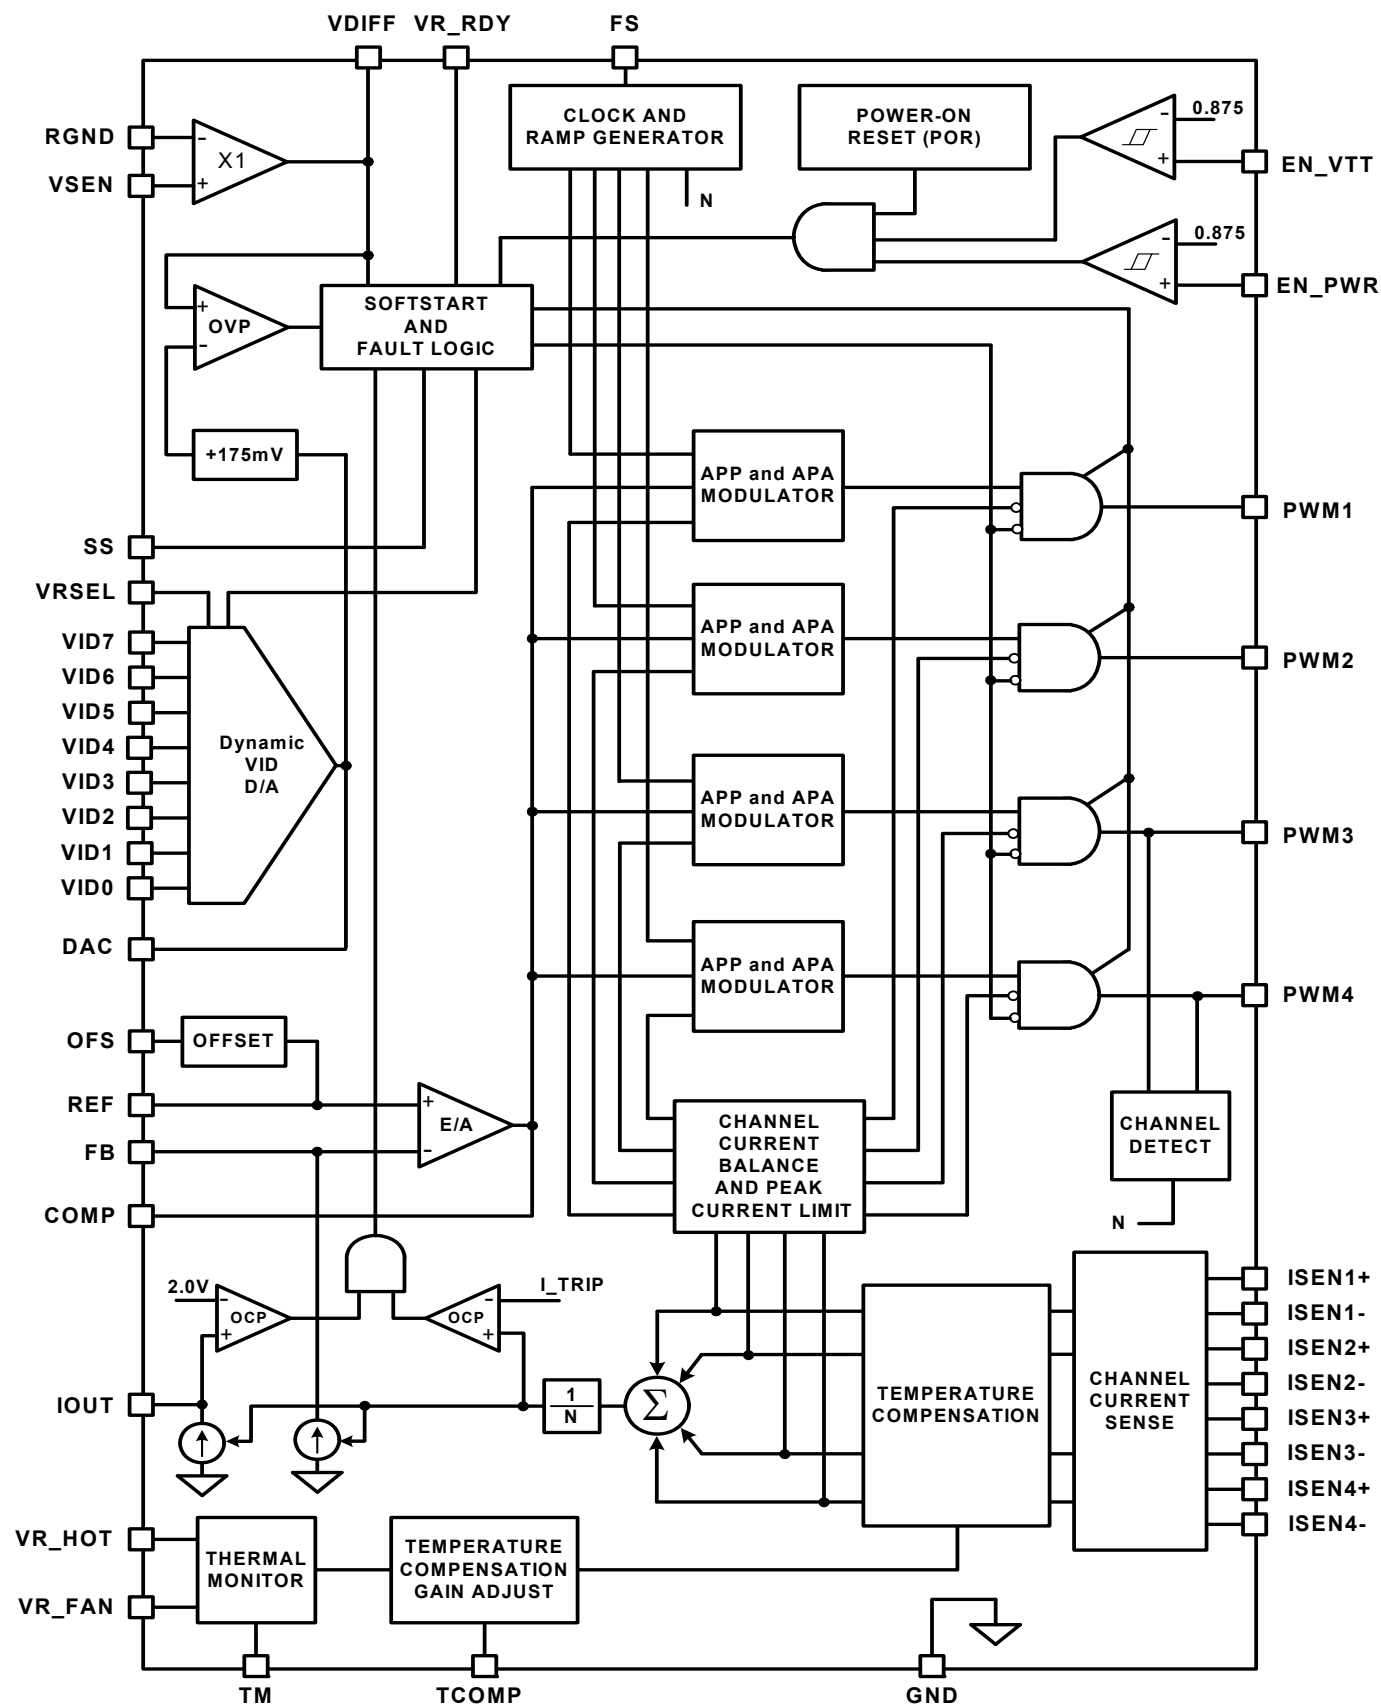 VDIFF VR_RDY FS
CLOCK AND
RAMP GENERATOR
POWER-ON
RESET (POR)
0.875
RGND
X1
VSEN
EN_VTT
N
0.875
EN_PWR
OVP
SOFTSTART
AND
FAULT LOGIC
+175mV
APP and APA
MODULATOR
PWM1
SS
VRSEL
VID7
VID6
VID5
VID4
VID3
VID2
VID1
VID0
Dynamic
VID
D/A
APP and APA
MODULATOR
PWM2
APP and APA
MODULATOR
PWM3
DAC
APP and APA
MODULATOR
PWM4
OFS
OFFSET
REF
E/A
FB
COMP
CHANNEL
CURRENT
BALANCE
AND PEAK
CURRENT LIMIT
CHANNEL
DETECT
N
2.0V
OCP
OCP
I_TRIP
IOUT
1
N
Σ
TEMPERATURE
COMPENSATION
CHANNEL
CURRENT
SENSE
ISEN1+
ISEN1-
ISEN2+
ISEN2-
ISEN3+
ISEN3-
ISEN4+
ISEN4-
VR_HOT
VR_FAN
THERMAL
MONITOR
TEMPERATURE
COMPENSATION
GAIN ADJUST
TM TCOMP GND